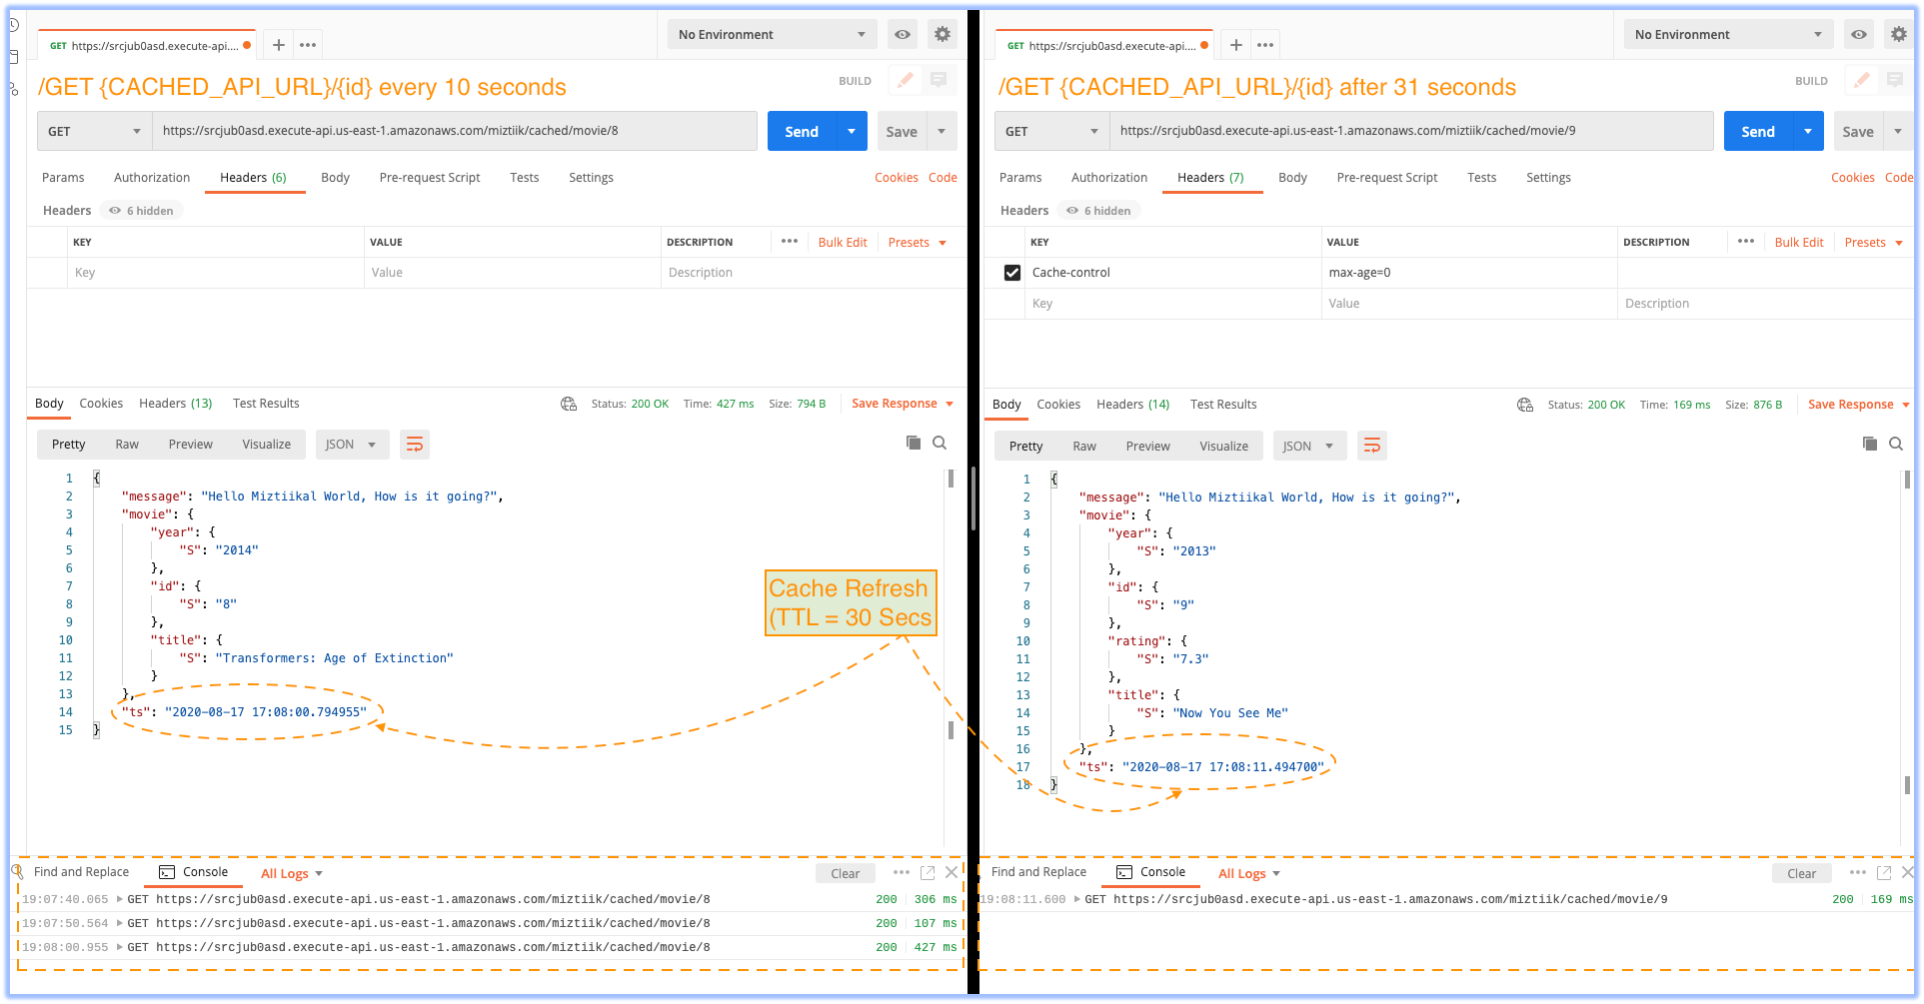 GET https://srcjub0asd.execute-api.... + ••• No Environment
/GET {CACHED_API_URL}/{id} every 10 seconds
BUILD
GET https://srcjub0asd.execute-api.us-east-1.amazonaws.com/miztiik/cached/movie/8 Send Save
Params Authorization Headers (6) Body Pre-request Script Tests Settings Cookies Code
Headers 6 hidden
KEY VALUE DESCRIPTION ••• Bulk Edit Presets
Key Value Description
Body Cookies Headers (13) Test Results Status: 200 OK Time: 427 ms Size: 794 B Save Response
Pretty Raw Preview Visualize JSON
1 {
2 "message": "Hello Miztiikal World, How is it going?",
3 "movie": {
4 "year": {
5 "S": "2014"
6 },
7 "id": {
8 "S": "8"
9 },
10 "title": {
11 "S": "Transformers: Age of Extinction"
12 }
13 },
14 "ts": "2020-08-17 17:08:00.794955"
15 }
Cache Refresh
(TTL = 30 Secs
Find and Replace Console All Logs Clear •••
19:07:40.065 GET https://srcjub0asd.execute-api.us-east-1.amazonaws.com/miztiik/cached/movie/8 200 306 ms
19:07:50.564 GET https://srcjub0asd.execute-api.us-east-1.amazonaws.com/miztiik/cached/movie/8 200 107 ms
19:08:00.955 GET https://srcjub0asd.execute-api.us-east-1.amazonaws.com/miztiik/cached/movie/8 200 427 ms
GET https://srcjub0asd.execute-api.... + ••• No Environment
/GET {CACHED_API_URL}/{id} after 31 seconds
BUILD
GET https://srcjub0asd.execute-api.us-east-1.amazonaws.com/miztiik/cached/movie/9 Send Save
Params Authorization Headers (7) Body Pre-request Script Tests Settings Cookies Code
Headers 6 hidden
KEY VALUE DESCRIPTION ••• Bulk Edit Presets
Cache-control max-age=0
Key Value Description
Body Cookies Headers (14) Test Results Status: 200 OK Time: 169 ms Size: 876 B Save Response
Pretty Raw Preview Visualize JSON
1 {
2 "message": "Hello Miztiikal World, How is it going?",
3 "movie": {
4 "year": {
5 "S": "2013"
6 },
7 "id": {
8 "S": "9"
9 },
10 "rating": {
11 "S": "7.3"
12 },
13 "title": {
14 "S": "Now You See Me"
15 }
16 },
17 "ts": "2020-08-17 17:08:11.494700"
18 }
Find and Replace Console All Logs Clear •••
19:08:11.600 GET https://srcjub0asd.execute-api.us-east-1.amazonaws.com/miztiik/cached/movie/9 200 169 ms